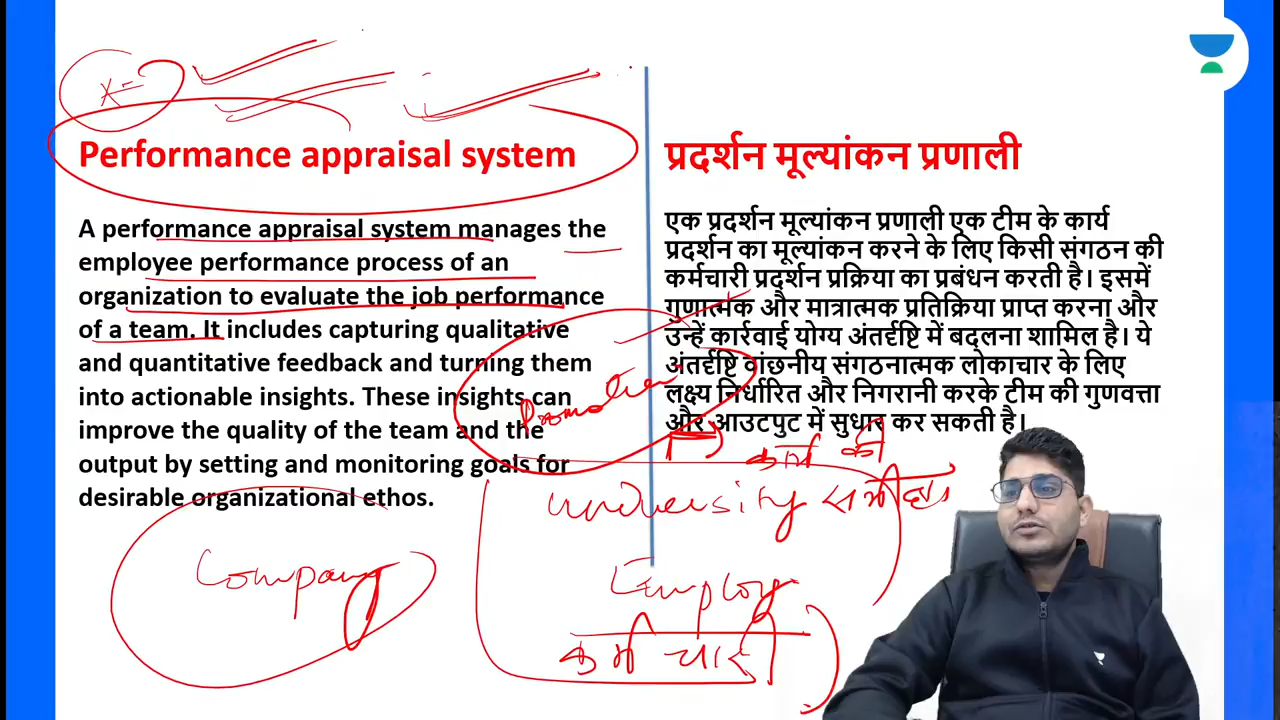 x=
Performance appraisal system
A performance appraisal system manages the
employee performance process of an
organization to evaluate the job performance
of a team. It includes capturing qualitative
and quantitative feedback and turning them
into actionable insights. These insights can
improve the quality of the team and the
output by setting and monitoring goals for
desirable organizational ethos.
Company
प्रदर्शन मूल्यांकन प्रणाली
एक प्रदर्शन मूल्यांकन प्रणाली एक टीम के कार्य
प्रदर्शन का मूल्यांकन करने के लिए किसी संगठन की
कर्मचारी प्रदर्शन प्रक्रिया का प्रबंधन करती है। इसमें
गुणात्मक और मात्रात्मक प्रतिक्रिया प्राप्त करना और
उन्हें कार्रवाई योग्य अंतर्दृष्टि में बदलना शामिल है। ये
अंतर्दृष्टि वांछनीय संगठनात्मक लोकाचार के लिए
लक्ष्य निर्धारित और निगरानी करके टीम की गुणवत्ता
और आउटपुट में सुधार कर सकती है।
Promotion
कार्य की
university समीक्षा
Employ
कर्मचारी